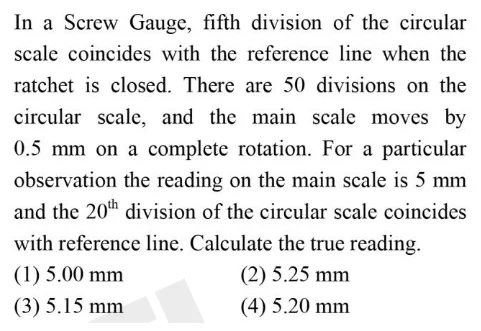 In a Screw Gauge, fifth division of the circular
scale coincides with the reference line when the
ratchet is closed. There are 50 divisions on the
circular scale, and the main scale moves by
0.5 mm on a complete rotation. For a particular
observation the reading on the main scale is 5 mm
and the 20th division of the circular scale coincides
with reference line. Calculate the true reading.
(1) 5.00 mm (2) 5.25 mm
(3) 5.15 mm (4) 5.20 mm